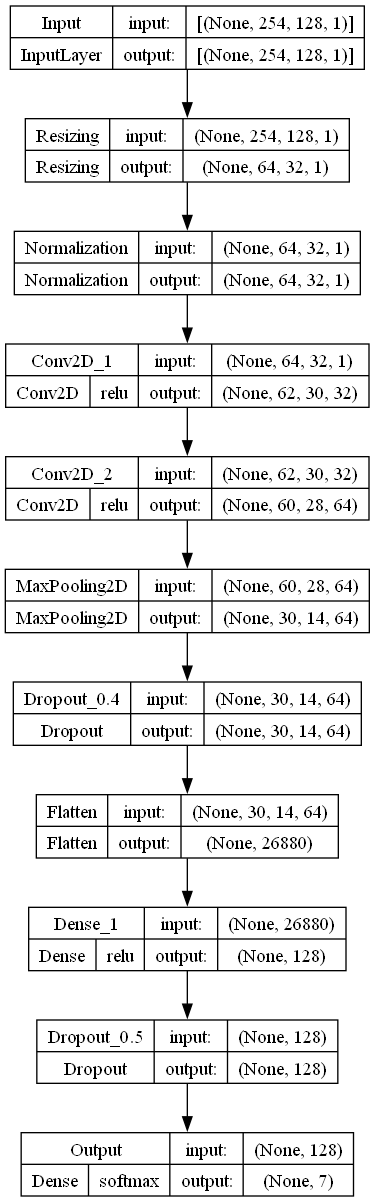 Input input: [(None, 254, 128, 1)]
InputLayer output: [(None, 254, 128, 1)]
Resizing input: (None, 254, 128, 1)
Resizing output: (None, 64, 32, 1)
Normalization input: (None, 64, 32, 1)
Normalization output: (None, 64, 32, 1)
Conv2D_1 input: (None, 64, 32, 1)
Conv2D relu output: (None, 62, 30, 32)
Conv2D_2 input: (None, 62, 30, 32)
Conv2D relu output: (None, 60, 28, 64)
MaxPooling2D input: (None, 60, 28, 64)
MaxPooling2D output: (None, 30, 14, 64)
Dropout_0.4 input: (None, 30, 14, 64)
Dropout output: (None, 30, 14, 64)
Flatten input: (None, 30, 14, 64)
Flatten output: (None, 26880)
Dense_1 input: (None, 26880)
Dense relu output: (None, 128)
Dropout_0.5 input: (None, 128)
Dropout output: (None, 128)
Output input: (None, 128)
Dense softmax output: (None, 7)